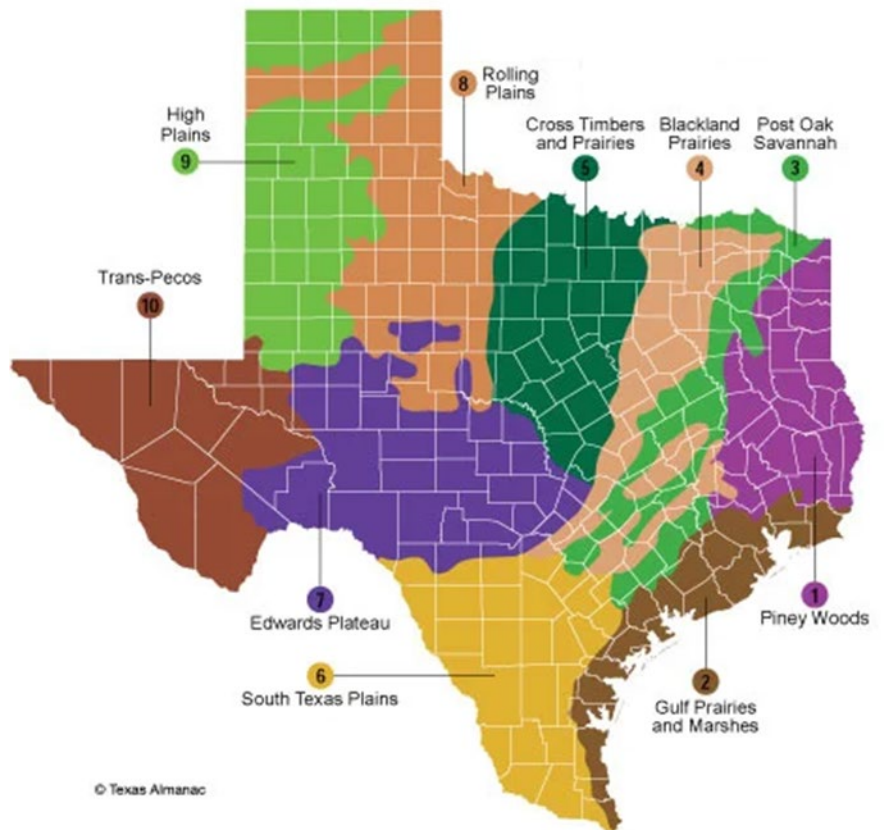 8
Rolling
Plains
High
Plains
9
Cross Timbers
and Prairies
5
Blackland
Prairies
4
Post Oak
Savannah
3
Trans-Pecos
10
7
Edwards Plateau
1
Piney Woods
6
South Texas Plains
2
Gulf Prairies
and Marshes
© Texas Almanac